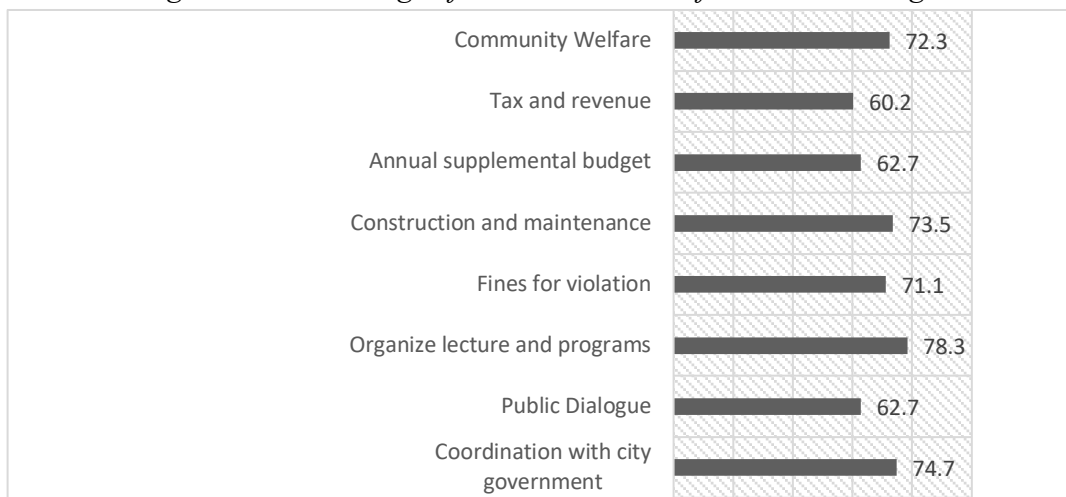 Community Welfare 72.3
Tax and revenue 60.2
Annual supplemental budget 62.7
Construction and maintenance 73.5
Fines for violation 71.1
Organize lecture and programs 78.3
Public Dialogue 62.7
Coordination with city
government 74.7